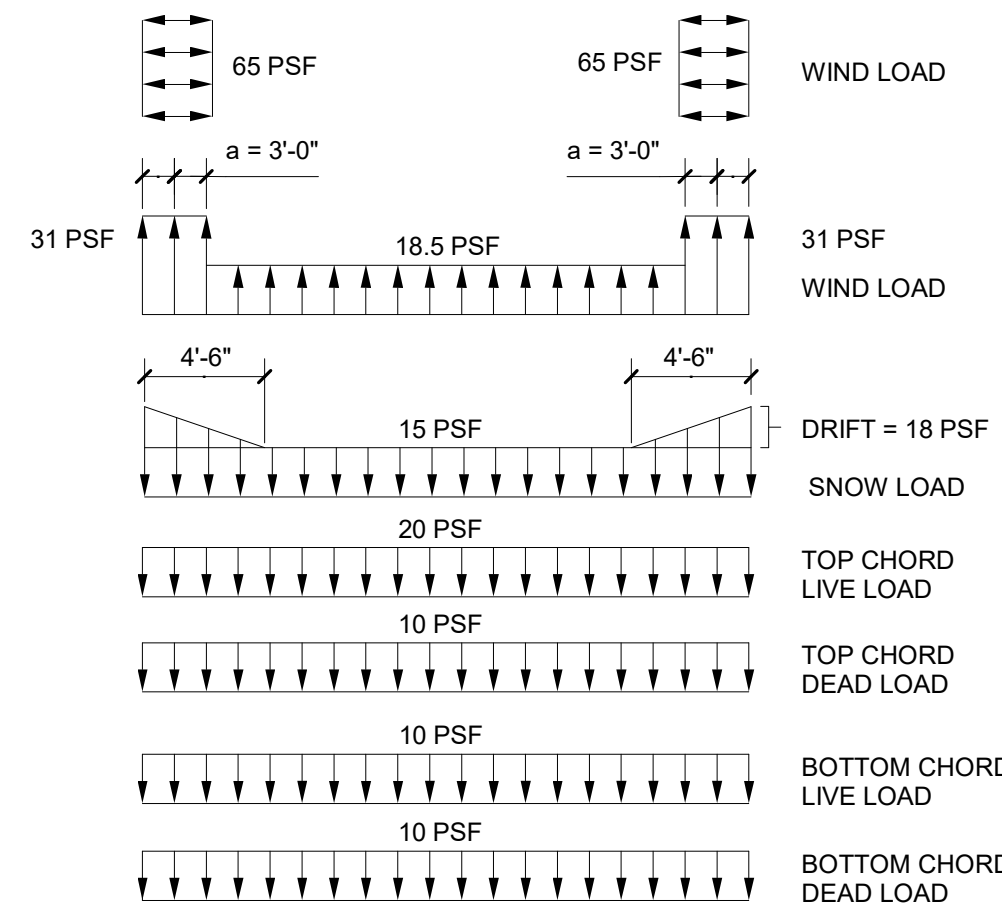 65 PSF
65 PSF
WIND LOAD
a = 3'-0"
a = 3'-0"
31 PSF
18.5 PSF
31 PSF
WIND LOAD
4'-6"
4'-6"
15 PSF
DRIFT = 18 PSF
SNOW LOAD
20 PSF
TOP CHORD
LIVE LOAD
10 PSF
TOP CHORD
DEAD LOAD
10 PSF
BOTTOM CHORD
LIVE LOAD
10 PSF
BOTTOM CHORD
DEAD LOAD